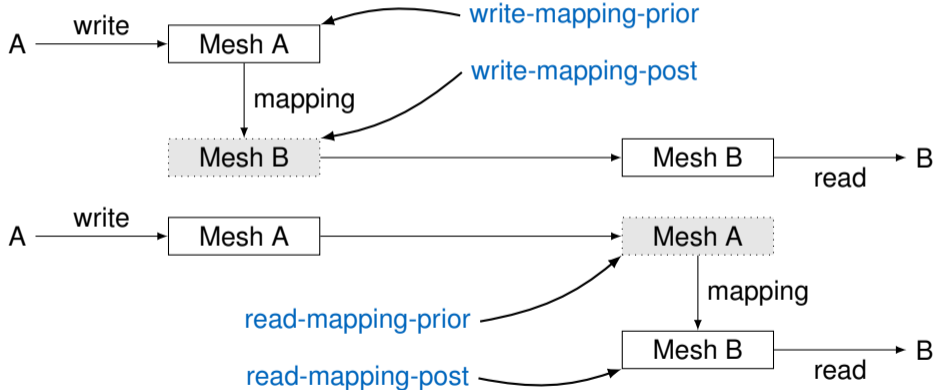 write-mapping-prior
A write Mesh A
write-mapping-post
mapping
Mesh B Mesh B read B
A write Mesh A Mesh A
mapping
read-mapping-prior
Mesh B read B
read-mapping-post